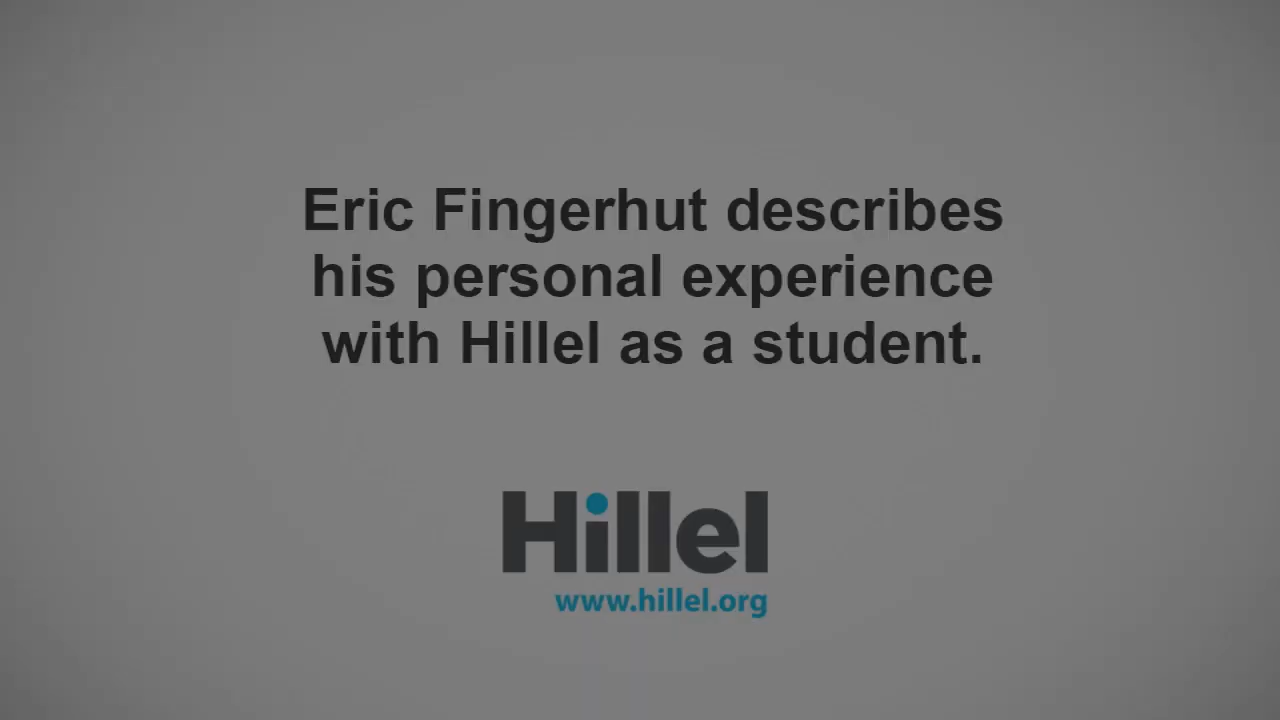 Eric Fingerhut describes
his personal experience
with Hillel as a student.
Hillel
www.hillel.org